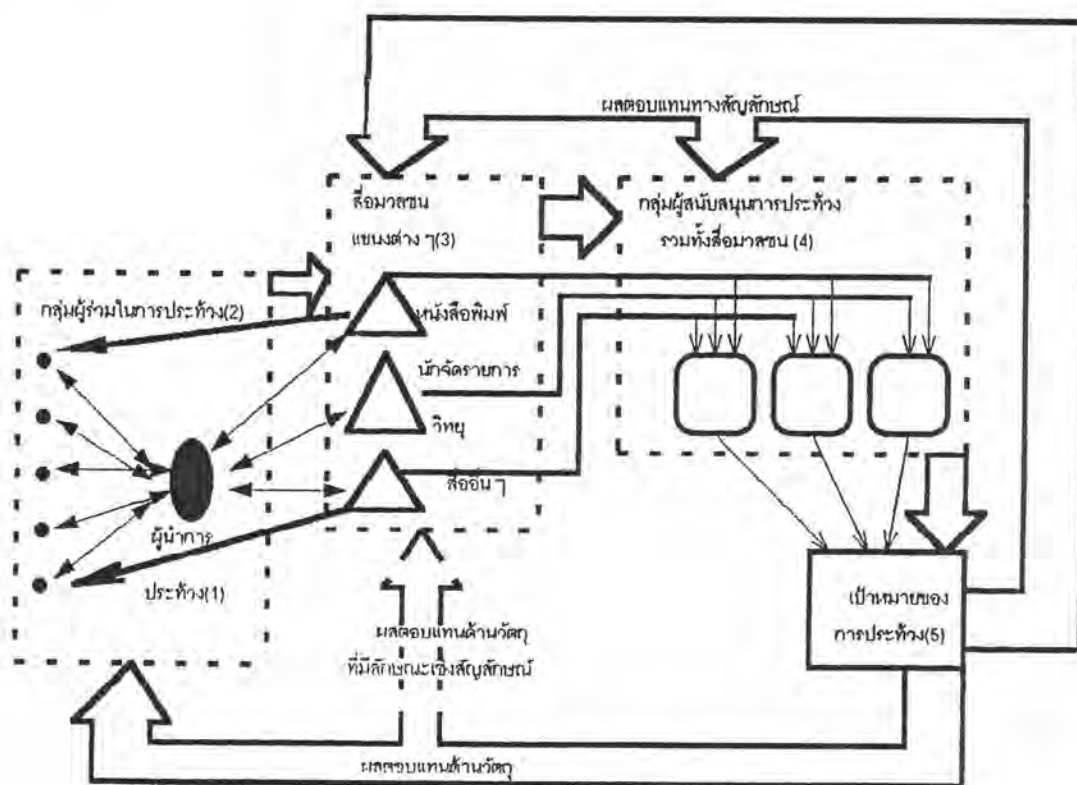 ผลตอบแทนทางสัญลักษณ์
สื่อมวลชน
แขนงต่าง ๆ(3)
กลุ่มผู้สนับสนุนการประท้วง
รวมทั้งสื่อมวลชน (4)
กลุ่มผู้ร่วมในการประท้วง(2)
หนังสือพิมพ์
นักจัดรายการ
วิทยุ
สื่ออื่น ๆ
ผู้นำการ
ประท้วง(1)
เป้าหมายของ
การประท้วง(5)
ผลตอบแทนด้านวัตถุ
ที่มีลักษณะเชิงสัญลักษณ์
ผลตอบแทนด้านวัตถุ